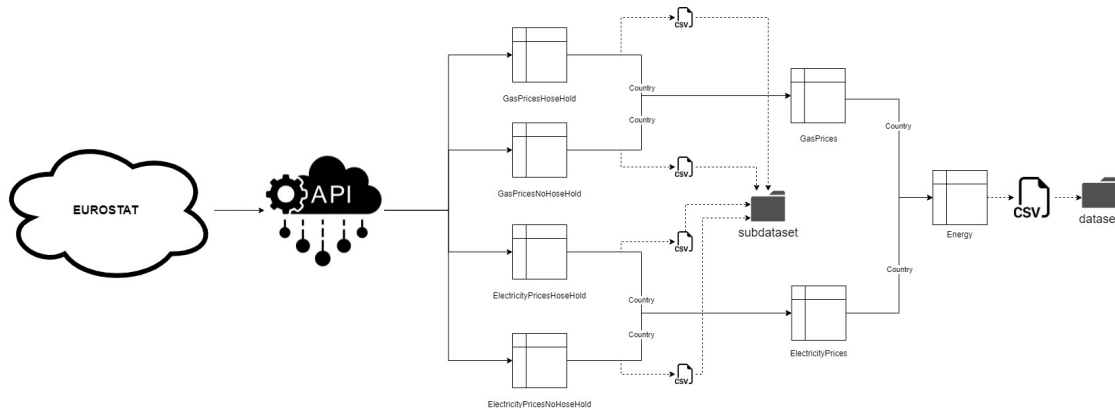 CSV
GasPricesHoseHold
Country
Country
CSV
GasPricesNoHoseHold
GasPrices
Country
EUROSTAT
API
subdataset
CSV
Energy
CSV
dataset
ElectricityPricesHoseHold
Country
Country
Country
ElectricityPrices
CSV
ElectricityPricesNoHoseHold